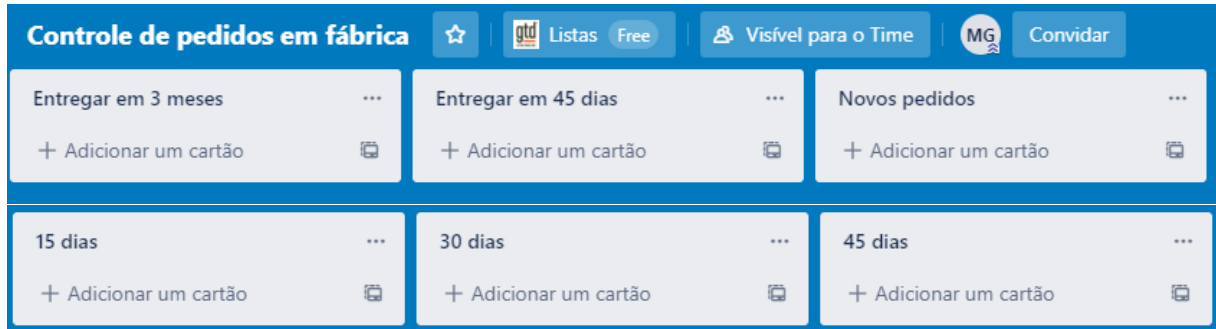 Controle de pedidos em fábrica gtd Listas Free Visível para o Time MG Convidar
Entregar em 3 meses ... Entregar em 45 dias ... Novos pedidos ...
+ Adicionar um cartão + Adicionar um cartão + Adicionar um cartão
15 dias ... 30 dias ... 45 dias ...
+ Adicionar um cartão + Adicionar um cartão + Adicionar um cartão